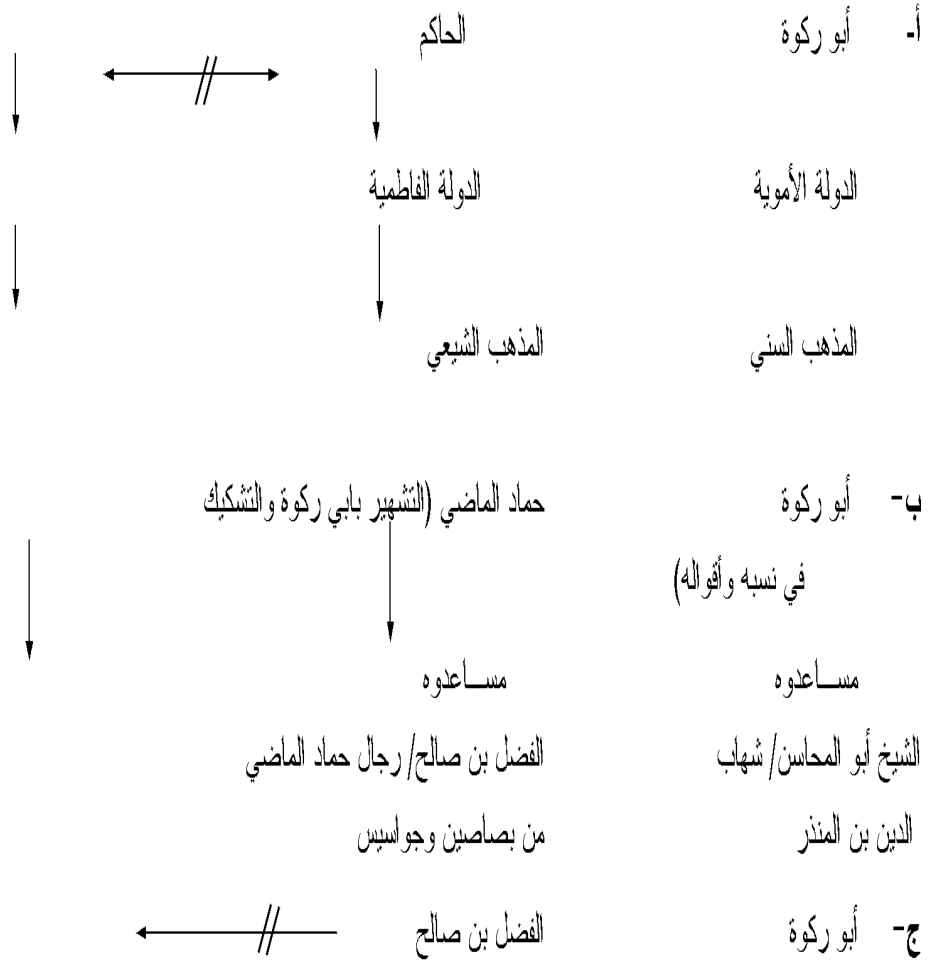 أ- أبو ركوة الحاكم
الدولة الأموية الدولة الفاطمية
المذهب السني المذهب الشيعي
ب- أبو ركوة حماد الماضي (التشهير بابي ركوة والتشكيك
في نسبه وأقواله)
مســاعدوه مســاعدوه
الشيخ أبو المحاسن/ شهاب الفضل بن صالح/ رجال حماد الماضي
الدين بن المنذر من بصاصين وجواسيس
ج- أبو ركوة الفضل بن صالح